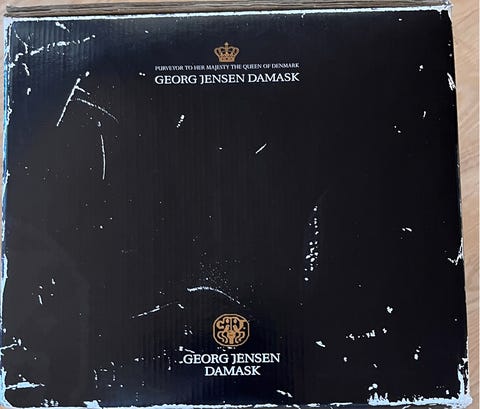 PURVEYOR TO HER MAJESTY THE QUEEN OF DENMARK
GEORG JENSEN DAMASK
GEORG JENSEN
DAMASK